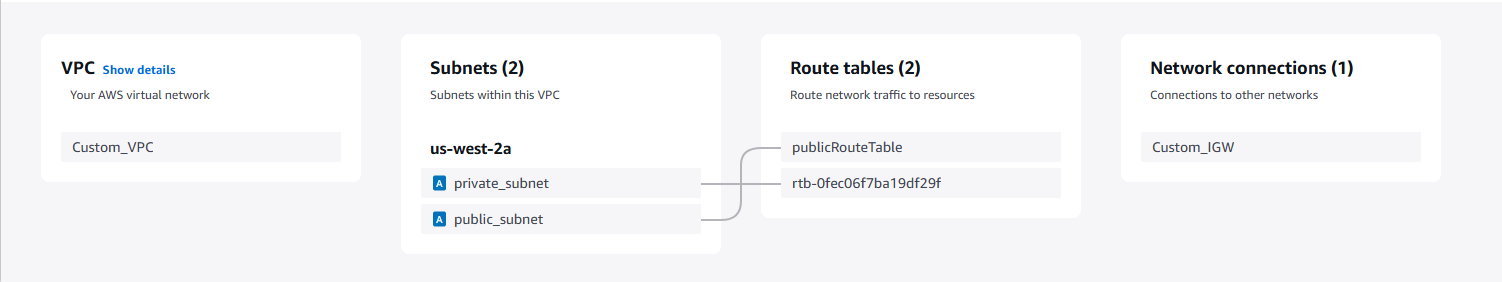 VPC Show details
Your AWS virtual network
Custom_VPC
Subnets (2)
Subnets within this VPC
us-west-2a
A private_subnet
A public_subnet
Route tables (2)
Route network traffic to resources
publicRouteTable
rtb-0fec06f7ba19df29f
Network connections (1)
Connections to other networks
Custom_IGW